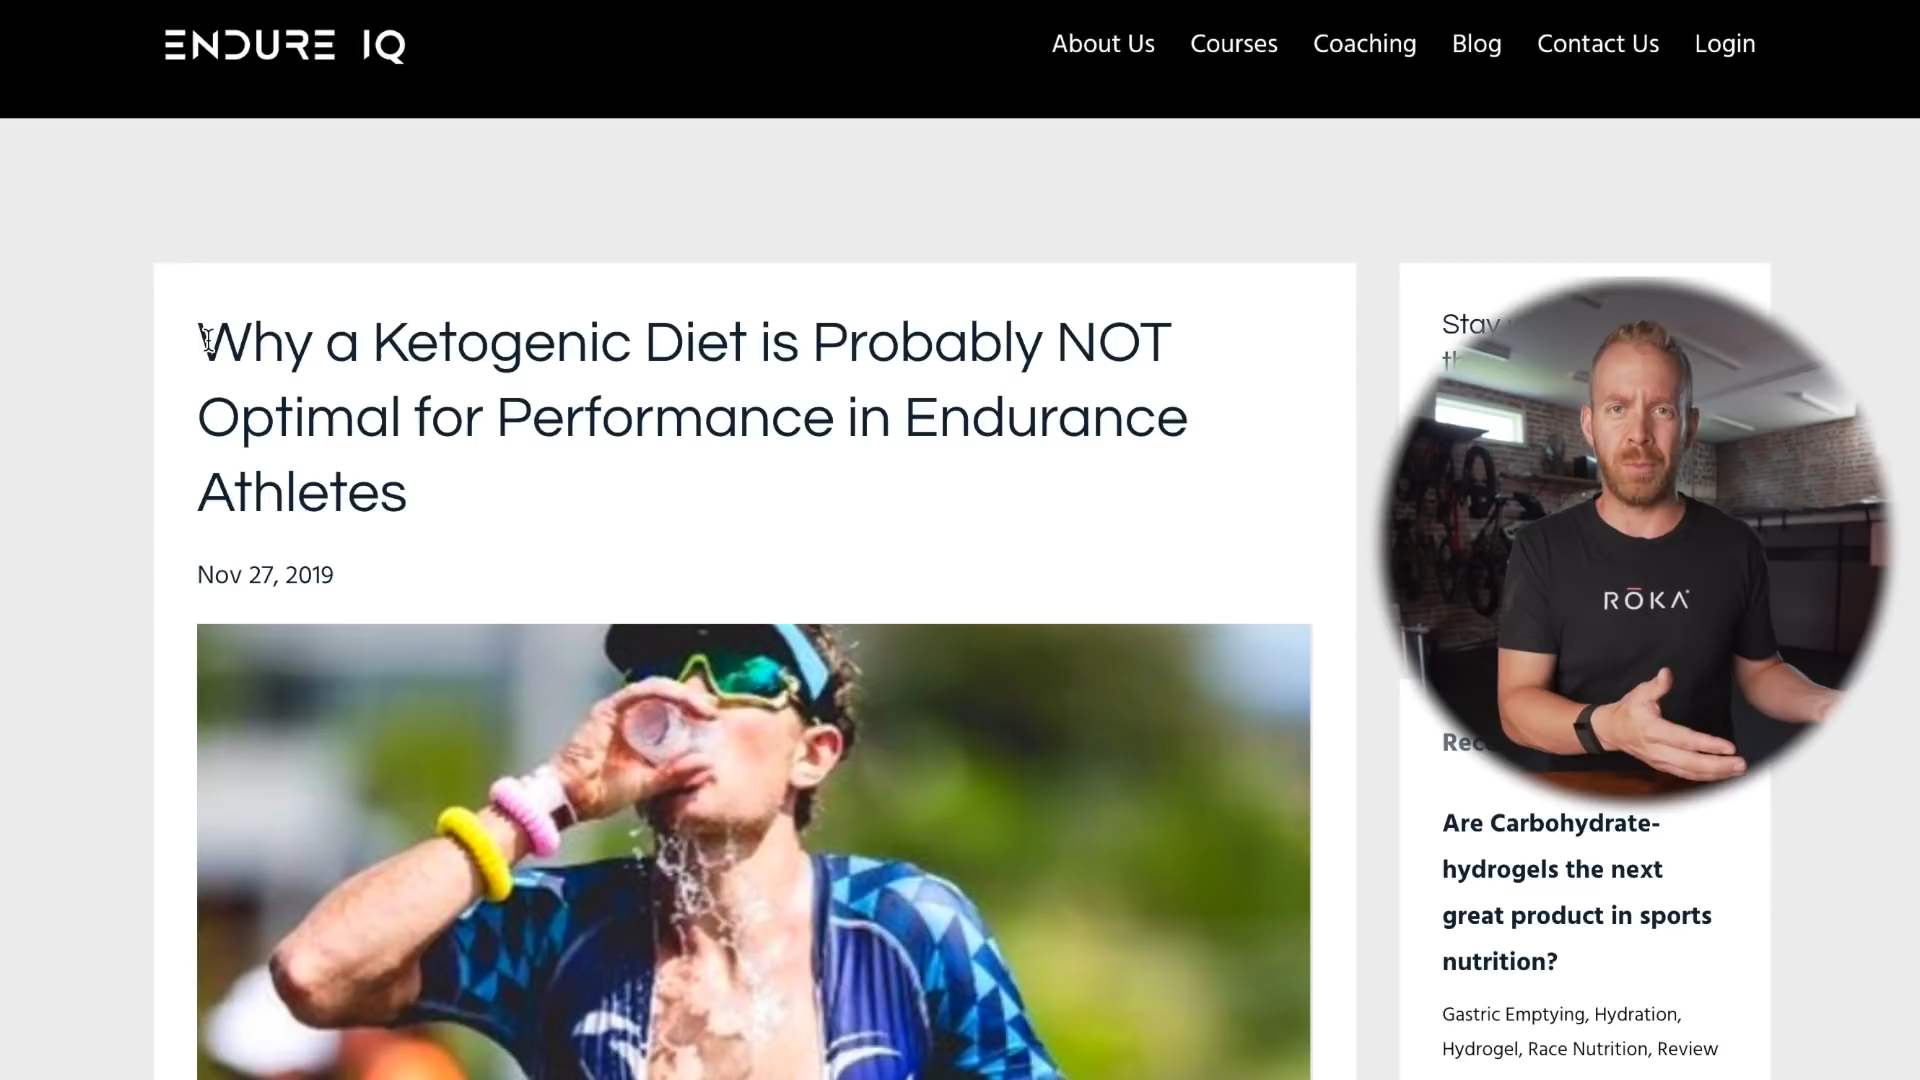 ENDURE IQ
About Us Courses Coaching Blog Contact Us Login
Why a Ketogenic Diet is Probably NOT
Optimal for Performance in Endurance
Athletes
Nov 27, 2019
Stay
RŌKA
Are Carbohydrate-
hydrogels the next
great product in sports
nutrition?
Gastric Emptying, Hydration,
Hydrogel, Race Nutrition, Review